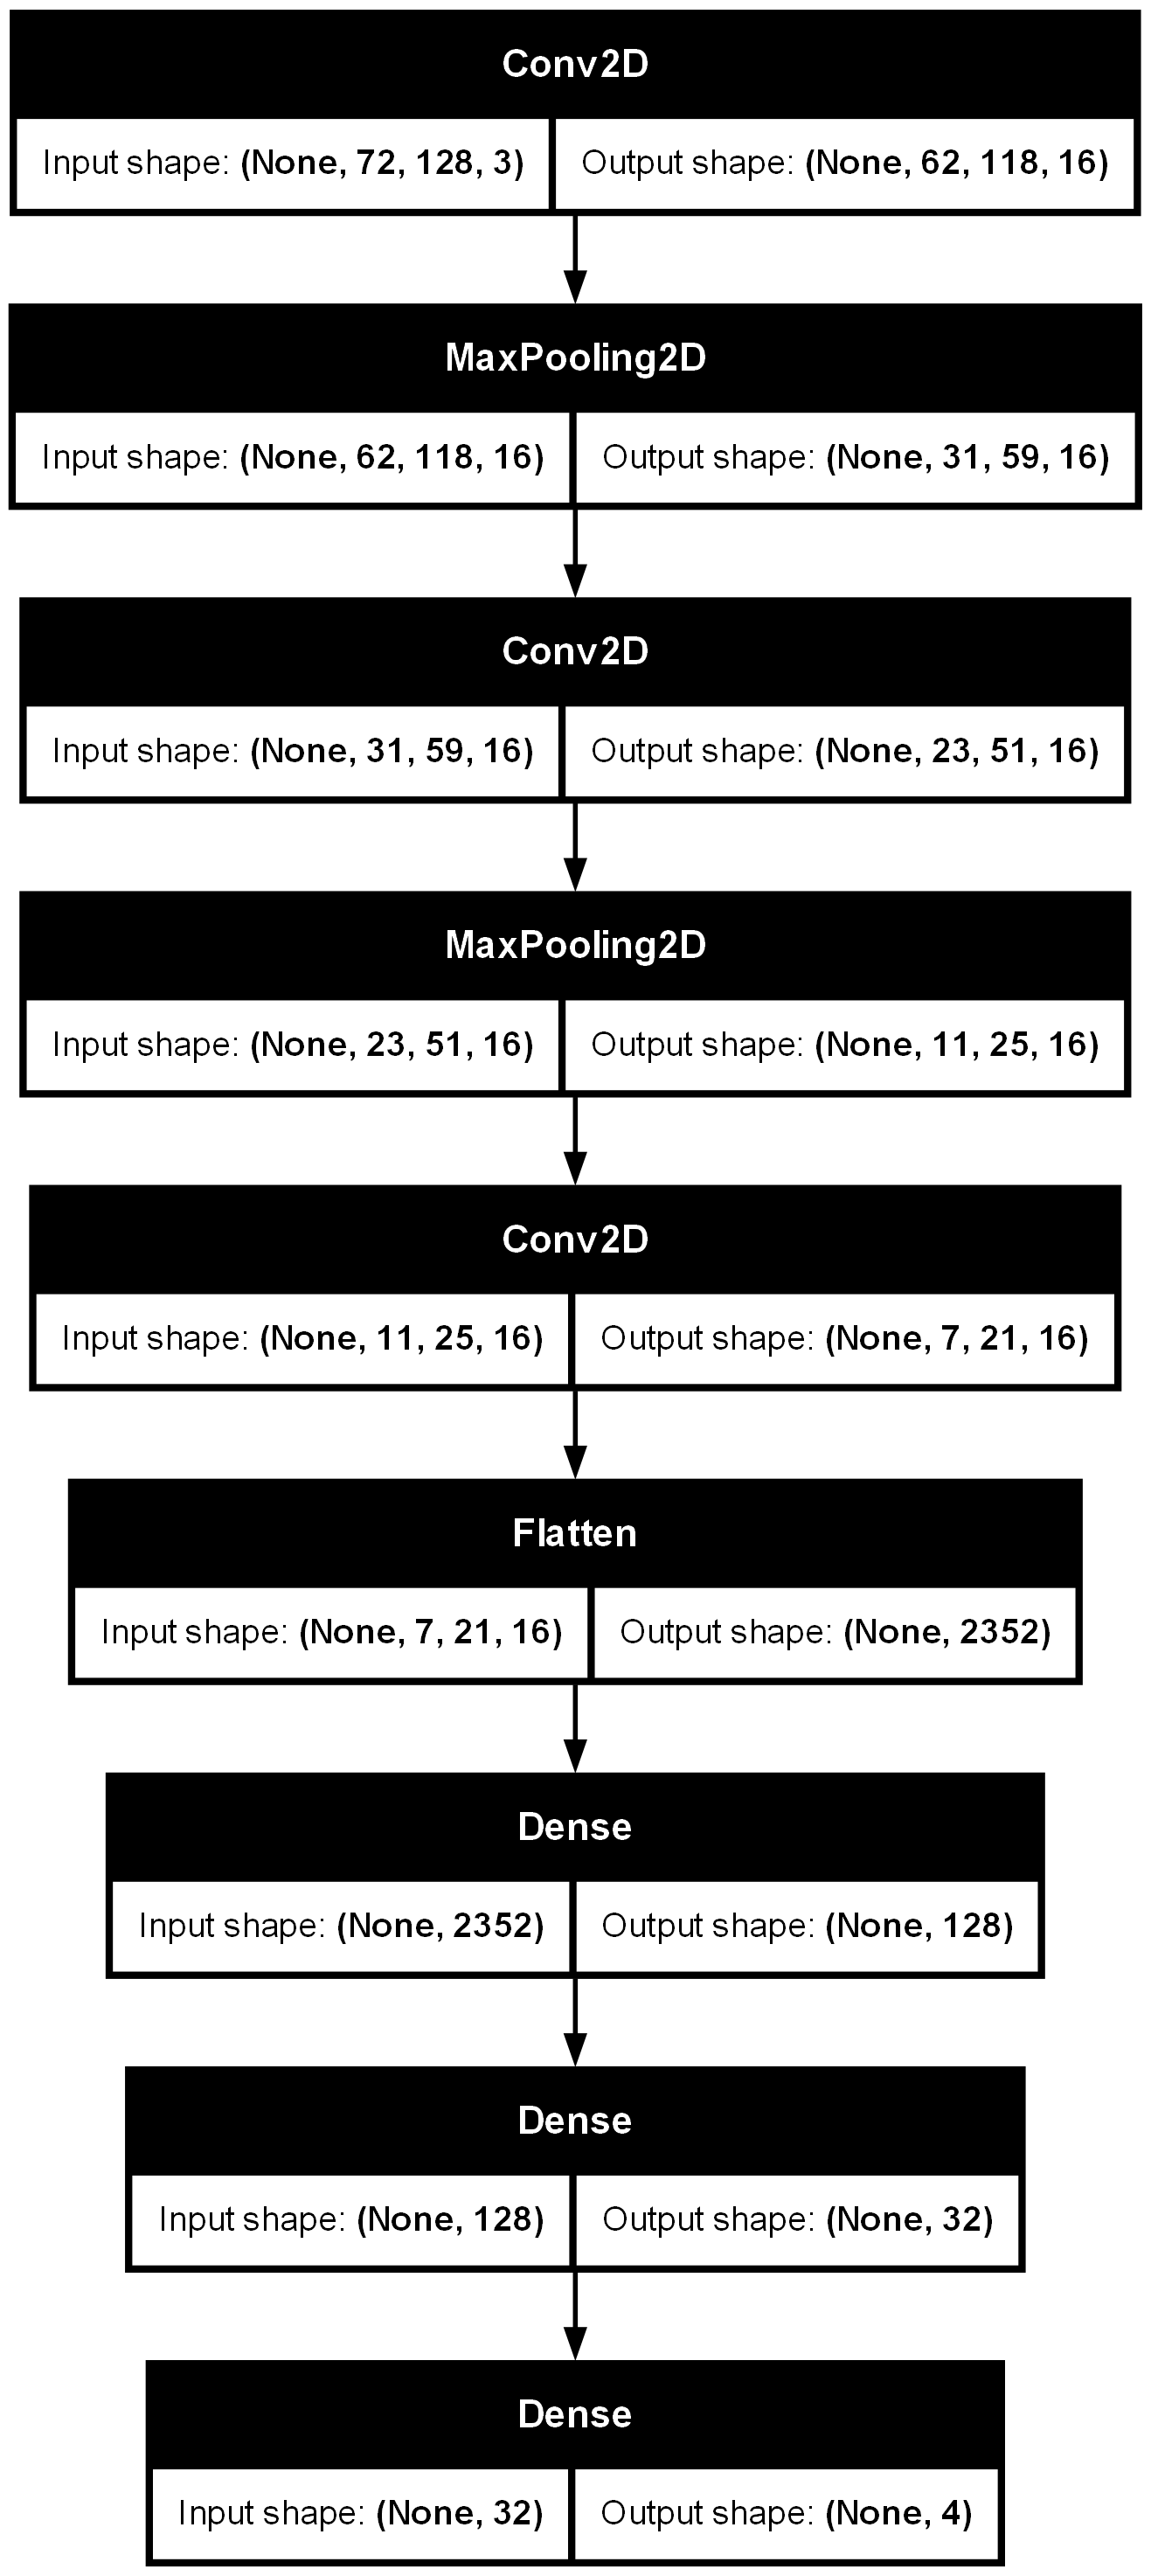 Conv2D
Input shape: (None, 72, 128, 3) Output shape: (None, 62, 118, 16)
MaxPooling2D
Input shape: (None, 62, 118, 16) Output shape: (None, 31, 59, 16)
Conv2D
Input shape: (None, 31, 59, 16) Output shape: (None, 23, 51, 16)
MaxPooling2D
Input shape: (None, 23, 51, 16) Output shape: (None, 11, 25, 16)
Conv2D
Input shape: (None, 11, 25, 16) Output shape: (None, 7, 21, 16)
Flatten
Input shape: (None, 7, 21, 16) Output shape: (None, 2352)
Dense
Input shape: (None, 2352) Output shape: (None, 128)
Dense
Input shape: (None, 128) Output shape: (None, 32)
Dense
Input shape: (None, 32) Output shape: (None, 4)